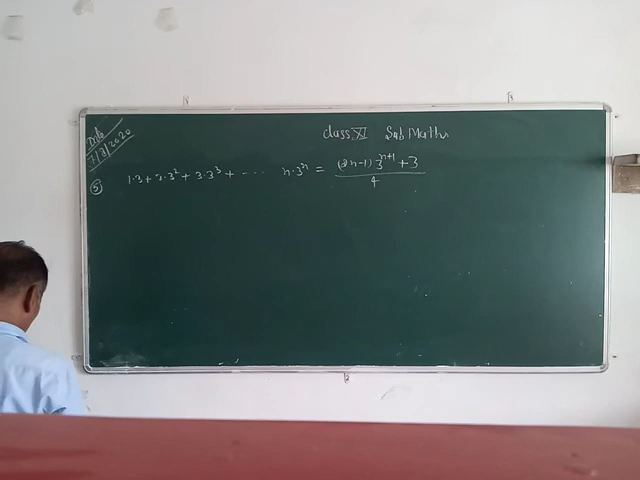 Class XI Sub Maths
Date
7/8/2020
⑤ 1.3 + 2.3² + 3.3³ + .... n.3ⁿ = (2n-1) 3ⁿ⁺¹ + 3
4